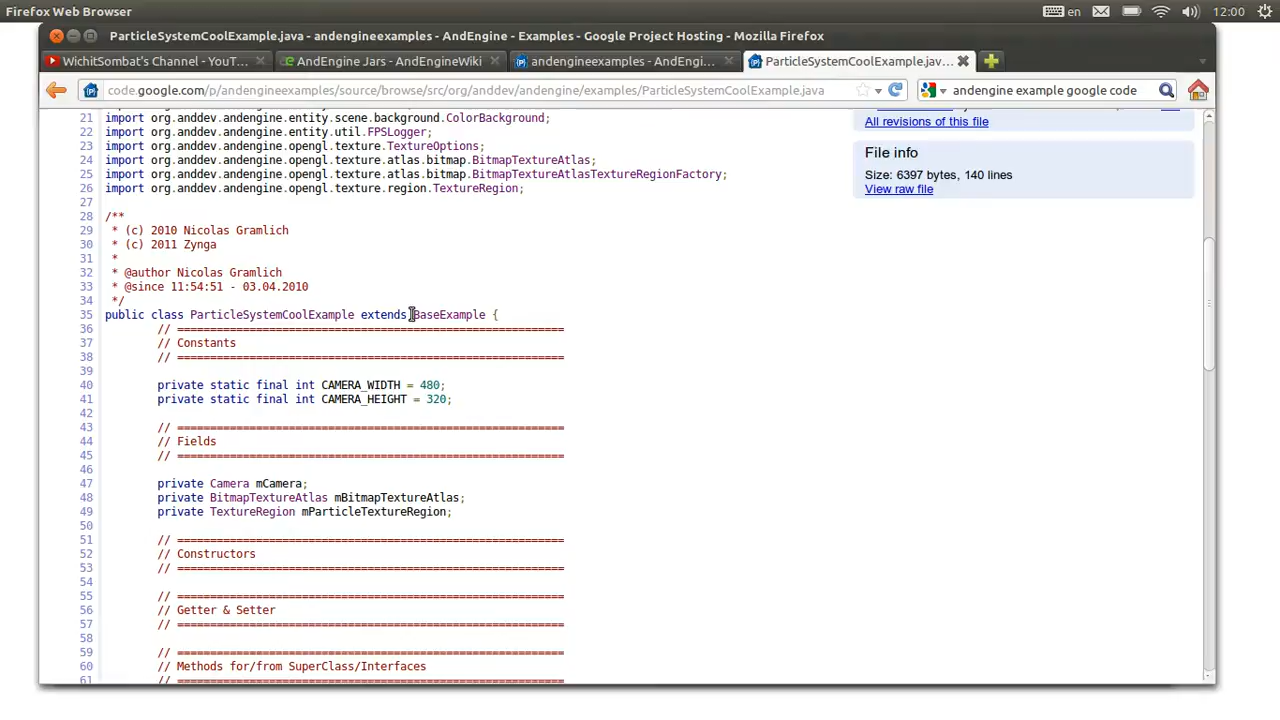 Firefox Web Browser
en
12:00
ParticleSystemCoolExample.java - andengineexamples - AndEngine - Examples - Google Project Hosting - Mozilla Firefox
WichitSombat's Channel - YouT...
AndEngine Jars - AndEngineWiki
andengineexamples - AndEngi...
ParticleSystemCoolExample.jav...
code.google.com/p/andengineexamples/source/browse/src/org/anddev/andengine/examples/ParticleSystemCoolExample.java
andengine example google code
21 import org.anddev.andengine.entity.scene.background.ColorBackground;
22 import org.anddev.andengine.entity.util.FPSLogger;
23 import org.anddev.andengine.opengl.texture.TextureOptions;
24 import org.anddev.andengine.opengl.texture.atlas.bitmap.BitmapTextureAtlas;
25 import org.anddev.andengine.opengl.texture.atlas.bitmap.BitmapTextureAtlasTextureRegionFactory;
26 import org.anddev.andengine.opengl.texture.region.TextureRegion;
27
28 /**
29 * (c) 2010 Nicolas Gramlich
30 * (c) 2011 Zynga
31 *
32 * @author Nicolas Gramlich
33 * @since 11:54:51 - 03.04.2010
34 */
35 public class ParticleSystemCoolExample extends BaseExample {
36 // ===========================================================
37 // Constants
38 // ===========================================================
39
40 private static final int CAMERA_WIDTH = 480;
41 private static final int CAMERA_HEIGHT = 320;
42
43 // ===========================================================
44 // Fields
45 // ===========================================================
46
47 private Camera mCamera;
48 private BitmapTextureAtlas mBitmapTextureAtlas;
49 private TextureRegion mParticleTextureRegion;
50
51 // ===========================================================
52 // Constructors
53 // ===========================================================
54
55 // ===========================================================
56 // Getter & Setter
57 // ===========================================================
58
59 // ===========================================================
60 // Methods for/from SuperClass/Interfaces
61 // ===========================================================
All revisions of this file
File info
Size: 6397 bytes, 140 lines
View raw file